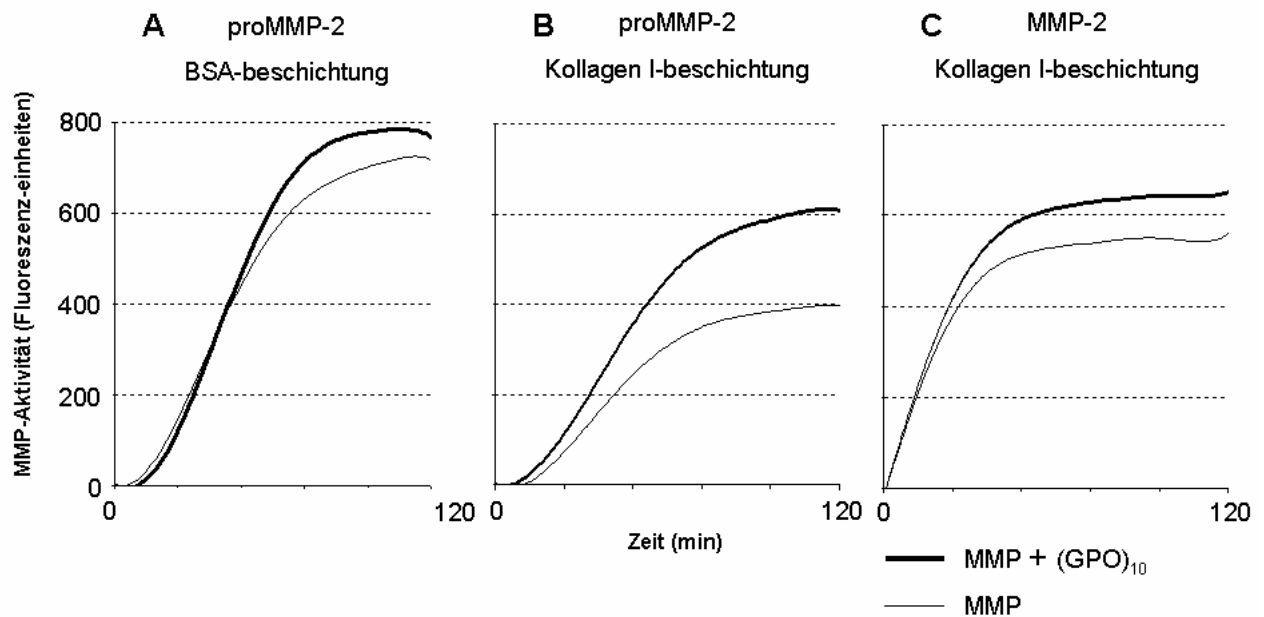 A proMMP-2
BSA-beschichtung
B proMMP-2
Kollagen I-beschichtung
C MMP-2
Kollagen I-beschichtung
MMP-Aktivität (Fluoreszenz-einheiten)
800
600
400
200
0
0 120
0 120
0 120
Zeit (min)
MMP + (GPO)₁₀
MMP